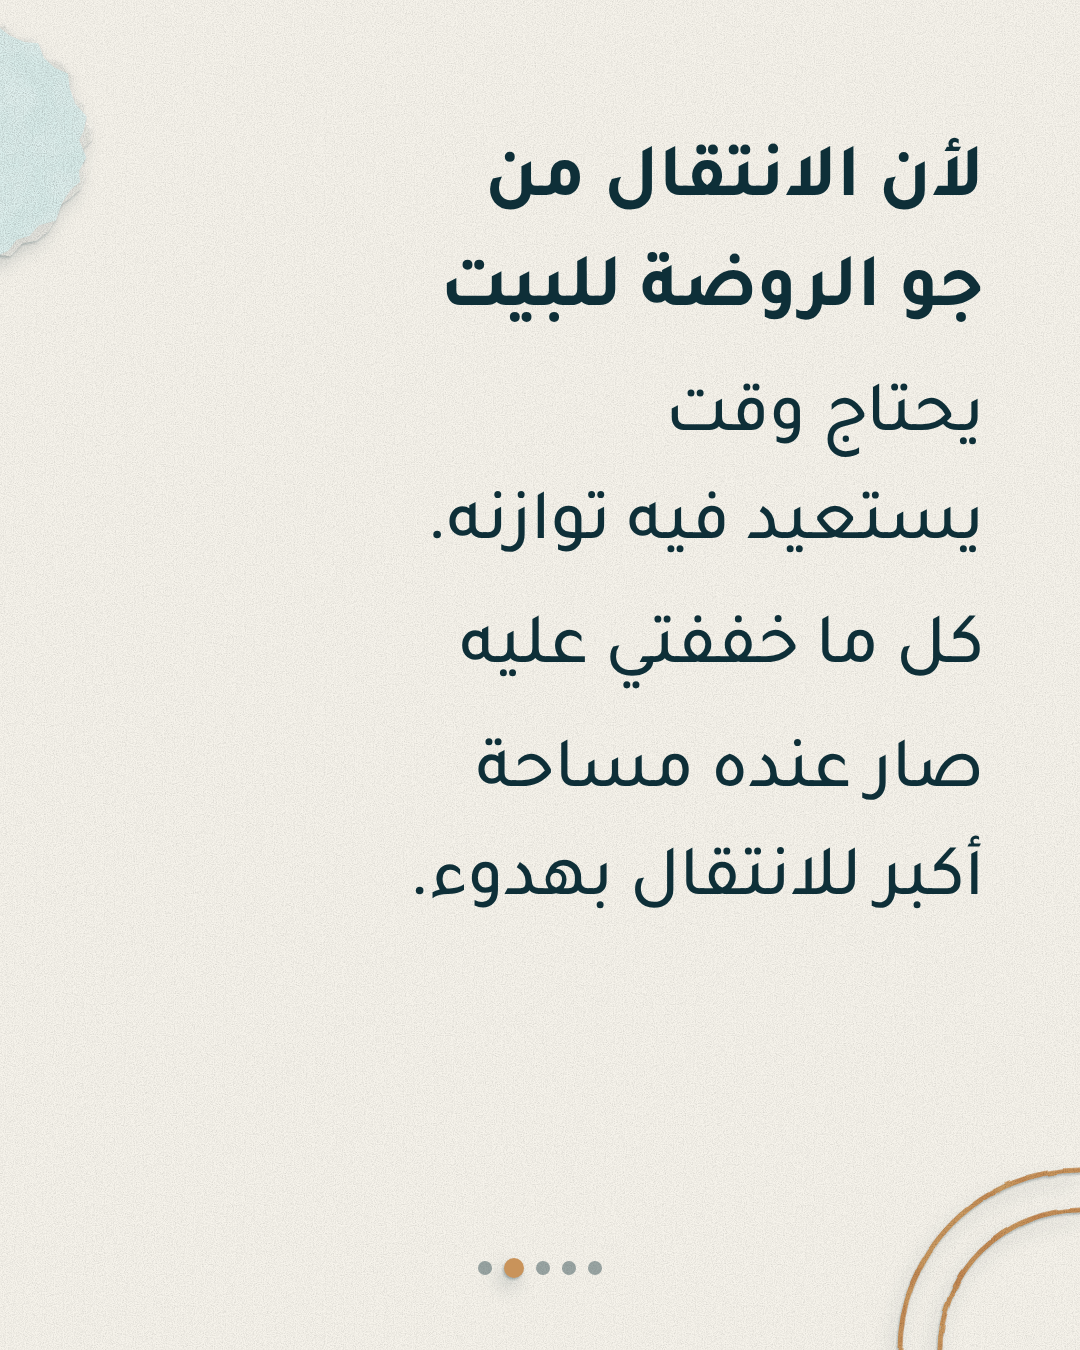 لأن الانتقال من
جو الروضة للبيت
يحتاج وقت
يستعيد فيه توازنه.
كل ما خففتي عليه
صار عنده مساحة
أكبر للانتقال بهدوء.